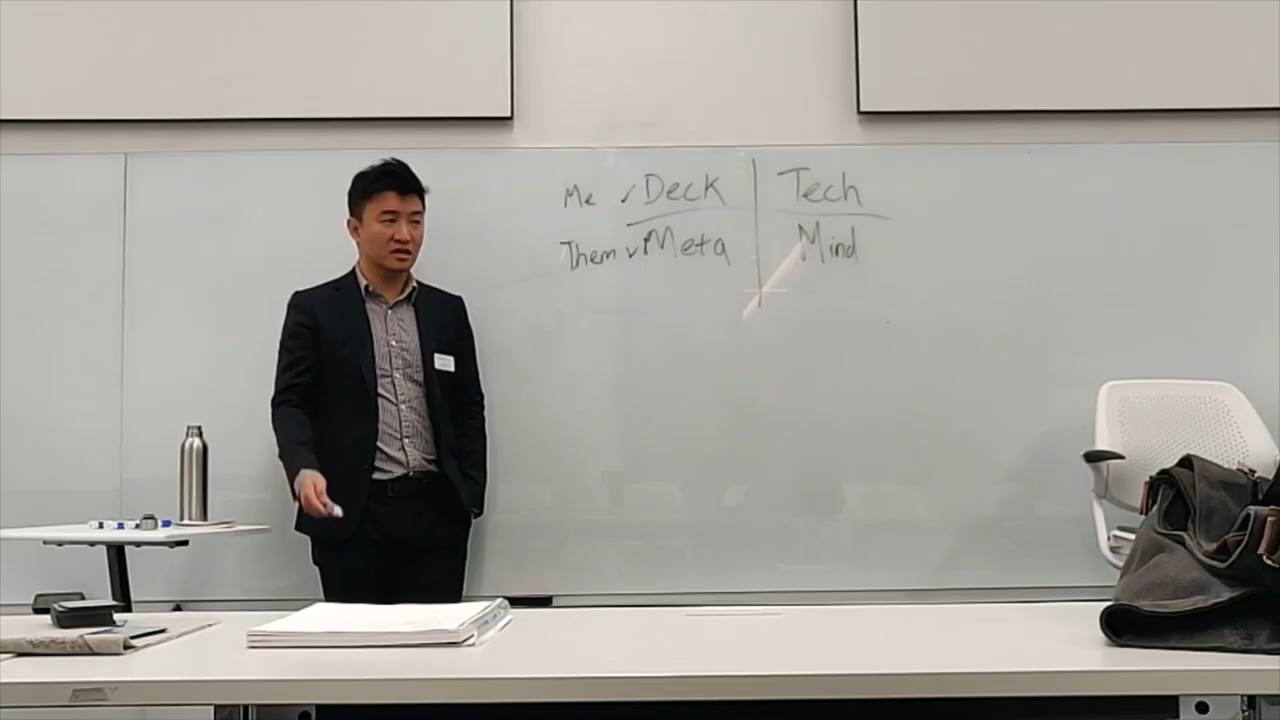 Me ✓ Deck | Tech
Them ✓ Meta | Mind